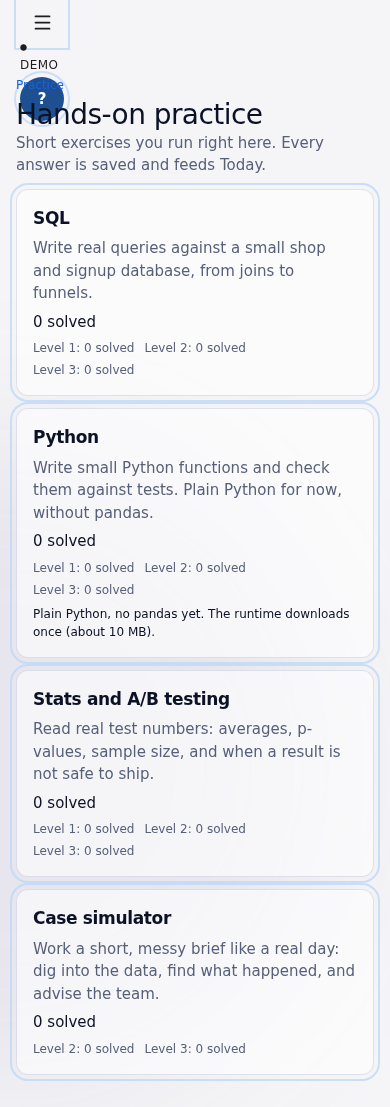 DEMO
Practice
?
Hands-on practice
Short exercises you run right here. Every
answer is saved and feeds Today.
SQL
Write real queries against a small shop
and signup database, from joins to
funnels.
0 solved
Level 1: 0 solved Level 2: 0 solved
Level 3: 0 solved
Python
Write small Python functions and check
them against tests. Plain Python for now,
without pandas.
0 solved
Level 1: 0 solved Level 2: 0 solved
Level 3: 0 solved
Plain Python, no pandas yet. The runtime downloads
once (about 10 MB).
Stats and A/B testing
Read real test numbers: averages, p-
values, sample size, and when a result is
not safe to ship.
0 solved
Level 1: 0 solved Level 2: 0 solved
Level 3: 0 solved
Case simulator
Work a short, messy brief like a real day:
dig into the data, find what happened, and
advise the team.
0 solved
Level 2: 0 solved Level 3: 0 solved